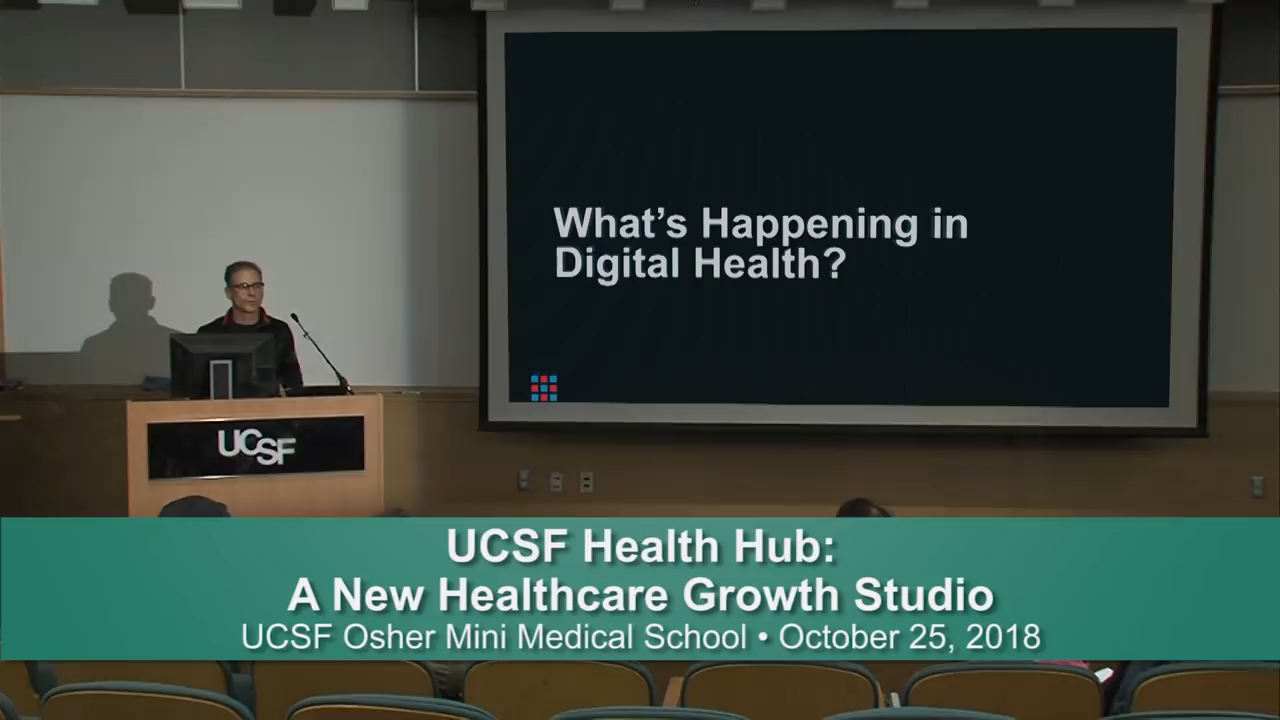 What's Happening in
Digital Health?
UCSF
UCSF Health Hub:
A New Healthcare Growth Studio
UCSF Osher Mini Medical School • October 25, 2018